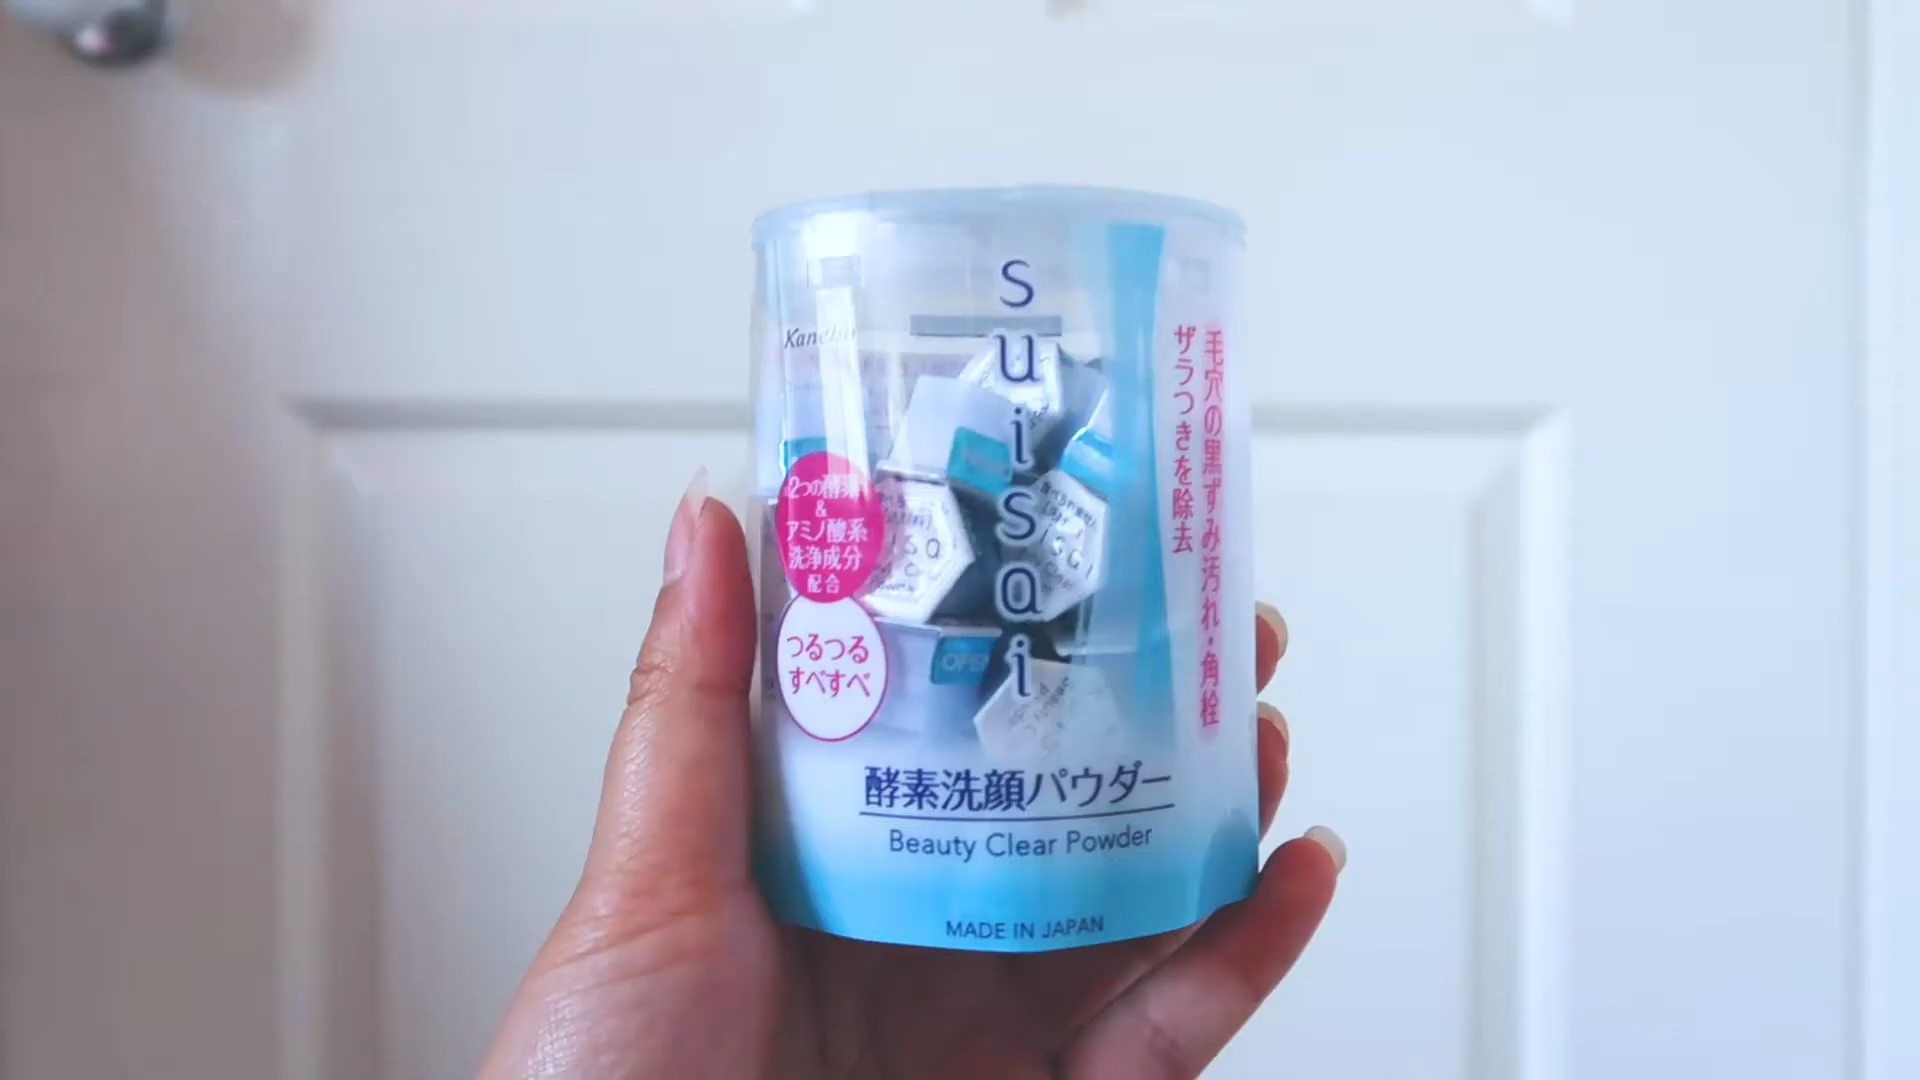 suisai
Kanebo
毛穴の黒ずみ汚れ・角栓
ザラつきを除去
2つの酵素
&
アミノ酸系
洗浄成分
配合
つるつる
すべすべ
OPEN
酵素洗顔パウダー
Beauty Clear Powder
MADE IN JAPAN